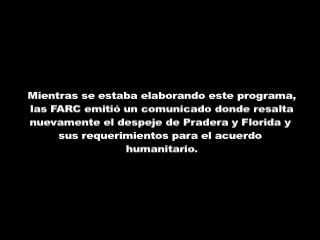 Mientras se estaba elaborando este programa,
las FARC emitió un comunicado donde resalta
nuevamente el despeje de Pradera y Florida y
sus requerimientos para el acuerdo
humanitario.